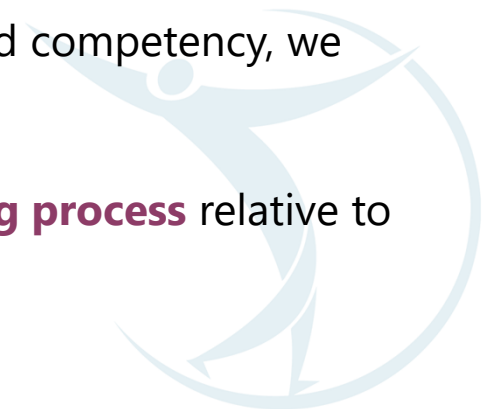 d competency, we
g process relative to